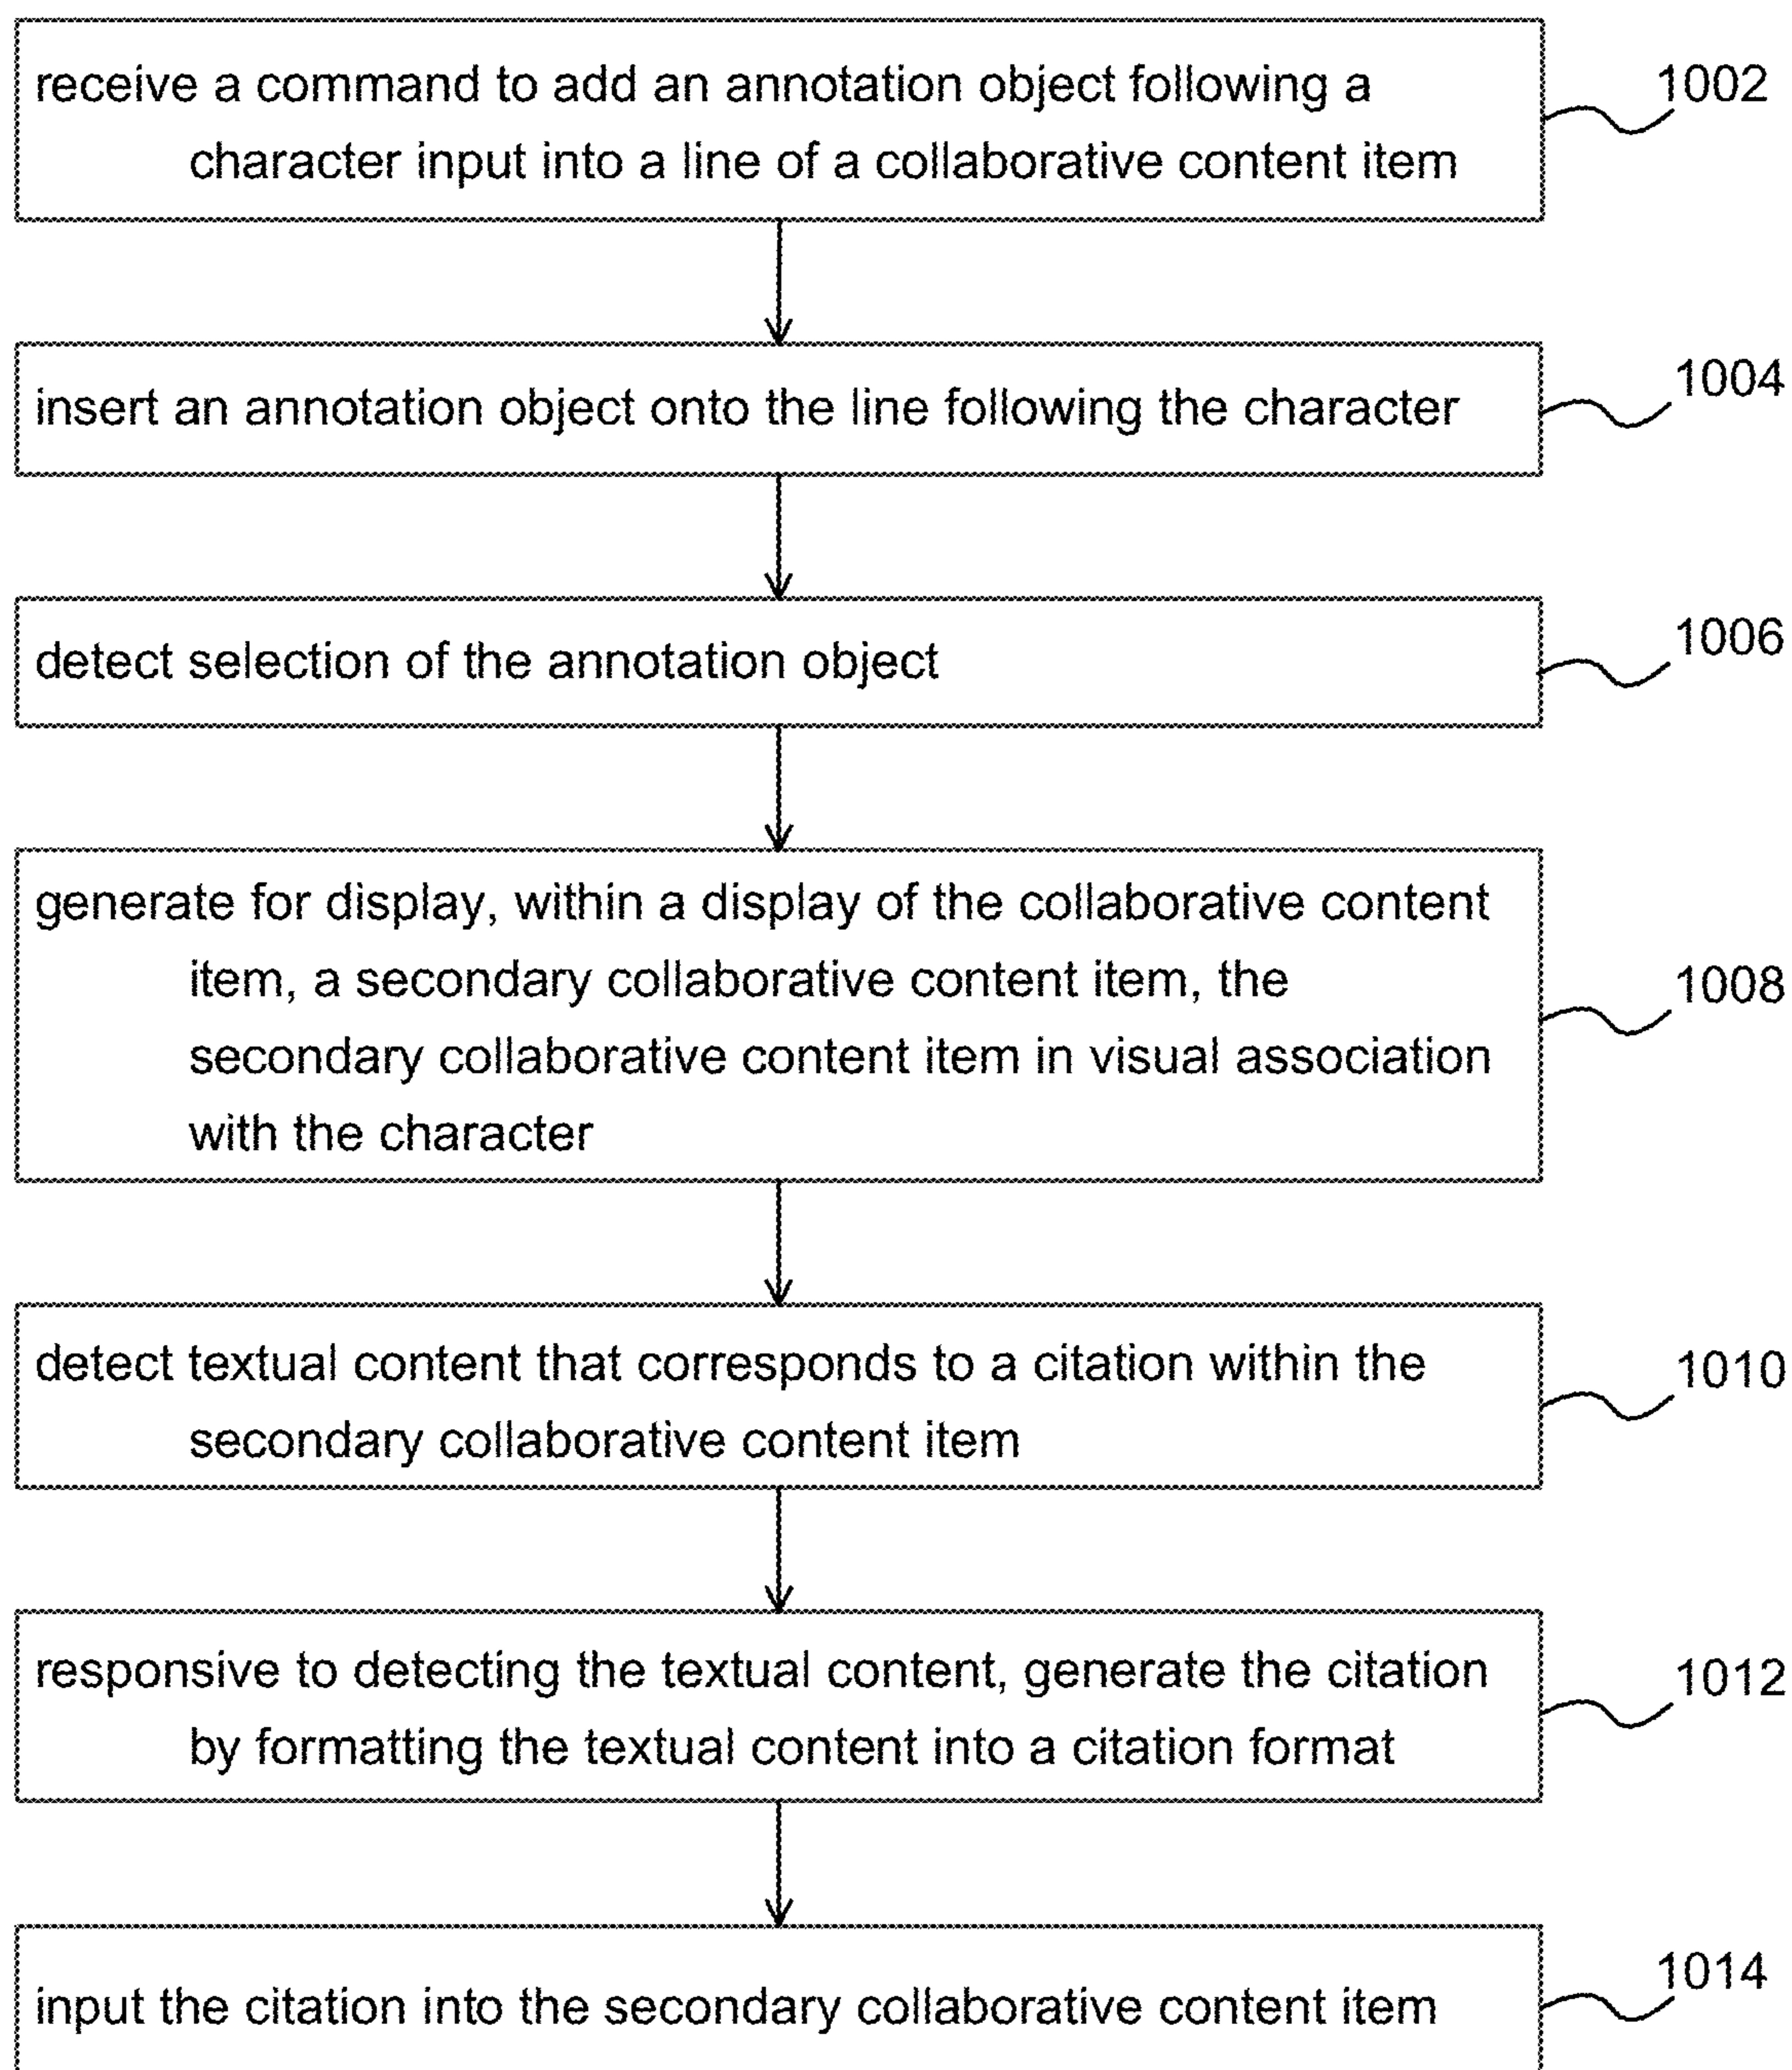 receive a command to add an annotation object following a
character input into a line of a collaborative content item
1002
insert an annotation object onto the line following the character
1004
detect selection of the annotation object
1006
generate for display, within a display of the collaborative content
item, a secondary collaborative content item, the
secondary collaborative content item in visual association
with the character
1008
detect textual content that corresponds to a citation within the
secondary collaborative content item
1010
responsive to detecting the textual content, generate the citation
by formatting the textual content into a citation format
1012
input the citation into the secondary collaborative content item
1014